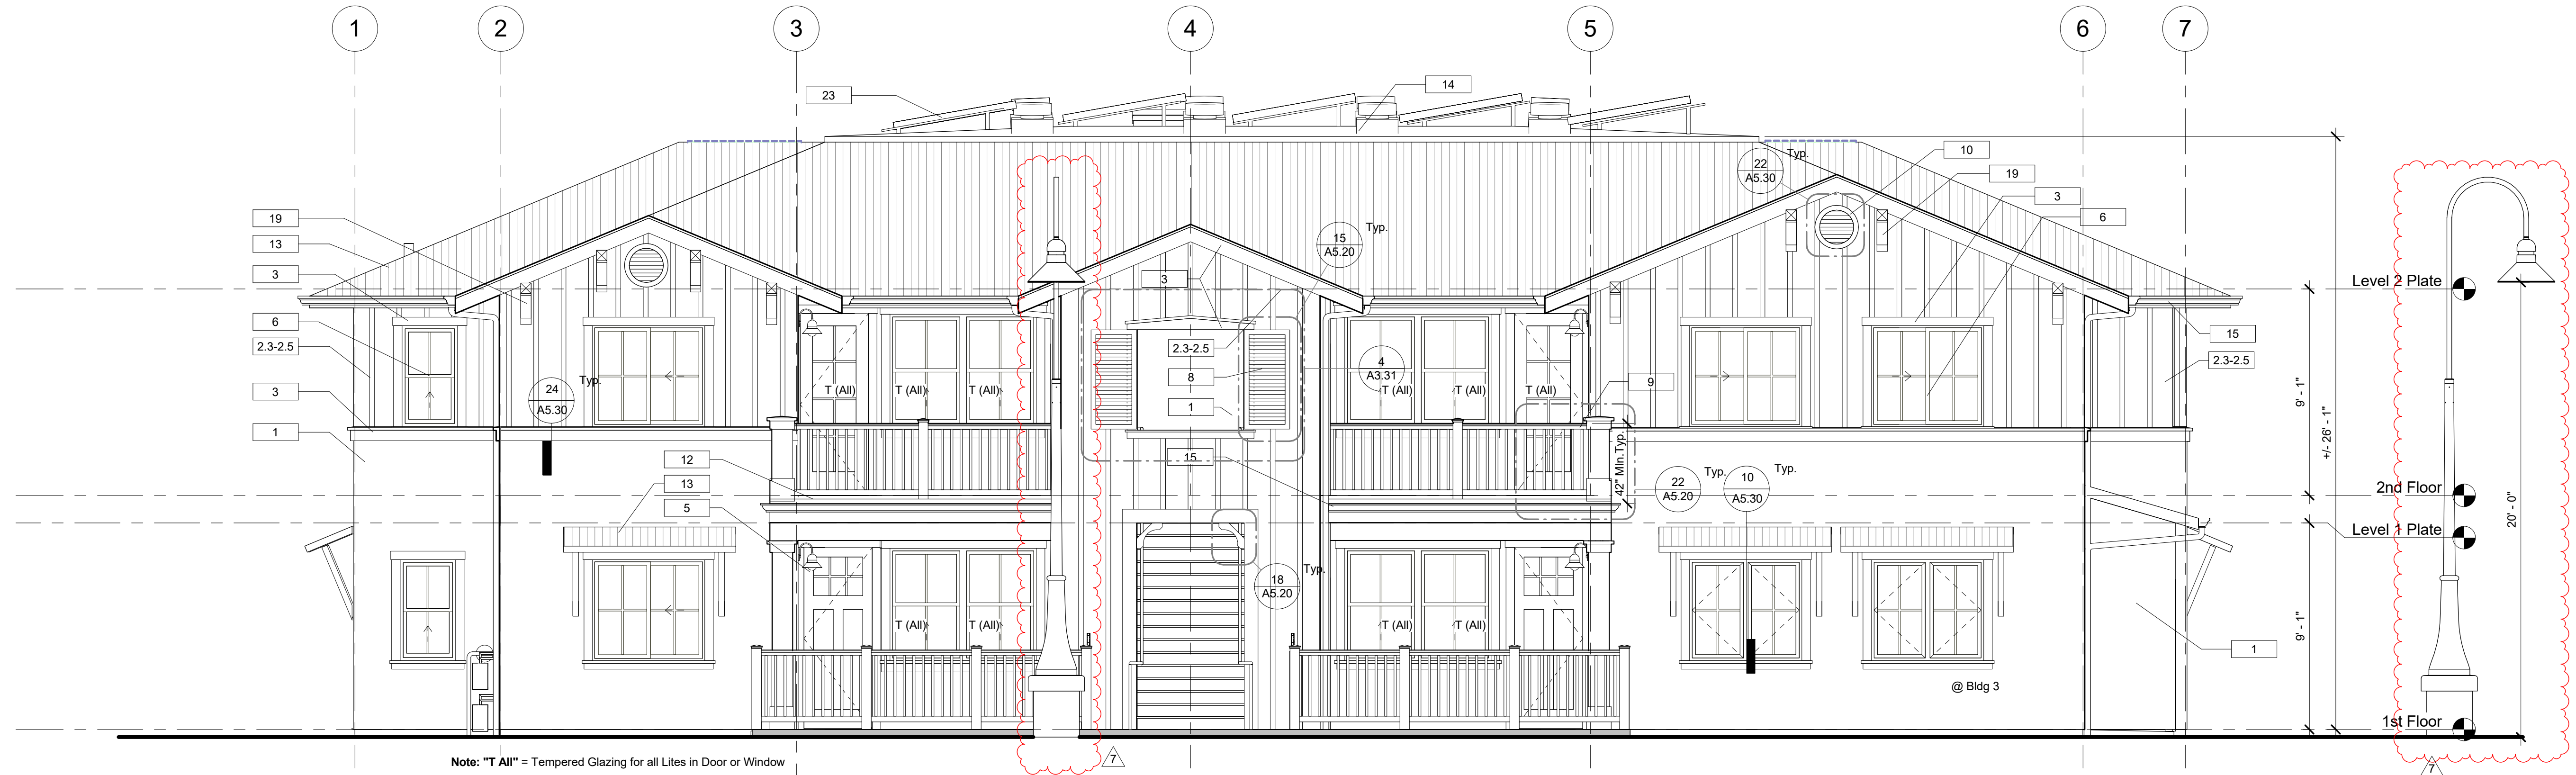 1
2
3
4
5
6
7
23
14
22
A5.30
Typ.
10
19
3
6
19
13
3
6
2.3-2.5
3
1
15
A5.20
Typ.
3
2.3-2.5
8
1
4
A3.31
9
15
2.3-2.5
Level 2 Plate
24
A5.30
Typ.
T (All)
T (All)
T (All)
T (All)
T (All)
T (All)
12
13
5
15
42" MIn.Typ.
22
A5.20
Typ.
10
A5.30
Typ.
9' - 1"
+/- 26' - 1"
2nd Floor
20' - 0"
Level 1 Plate
18
A5.20
Typ.
T (All)
T (All)
T (All)
T (All)
9' - 1"
1
@ Bldg 3
1st Floor
Note: "T All" = Tempered Glazing for all Lites in Door or Window
7
7